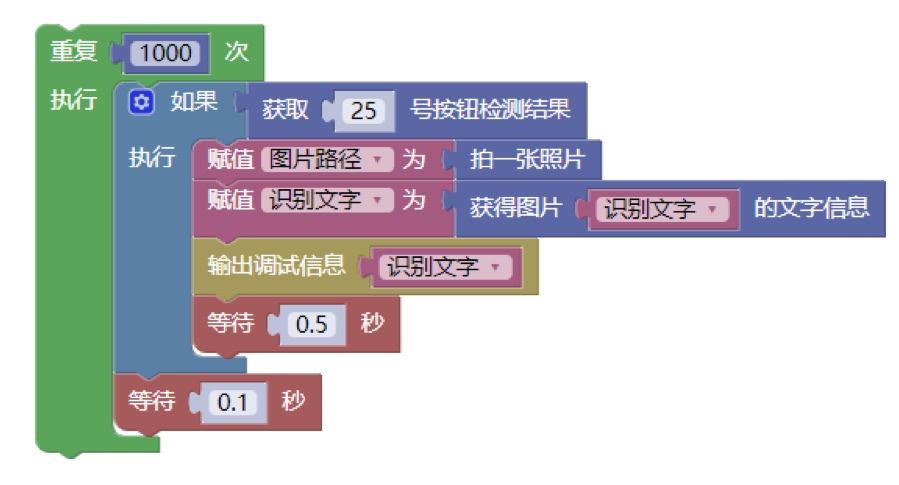 重复 1000 次
执行 如果 获取 25 号按钮检测结果
执行 赋值 图片路径 为 拍一张照片
赋值 识别文字 为 获得图片 识别文字 的文字信息
输出调试信息 识别文字
等待 0.5 秒
等待 0.1 秒